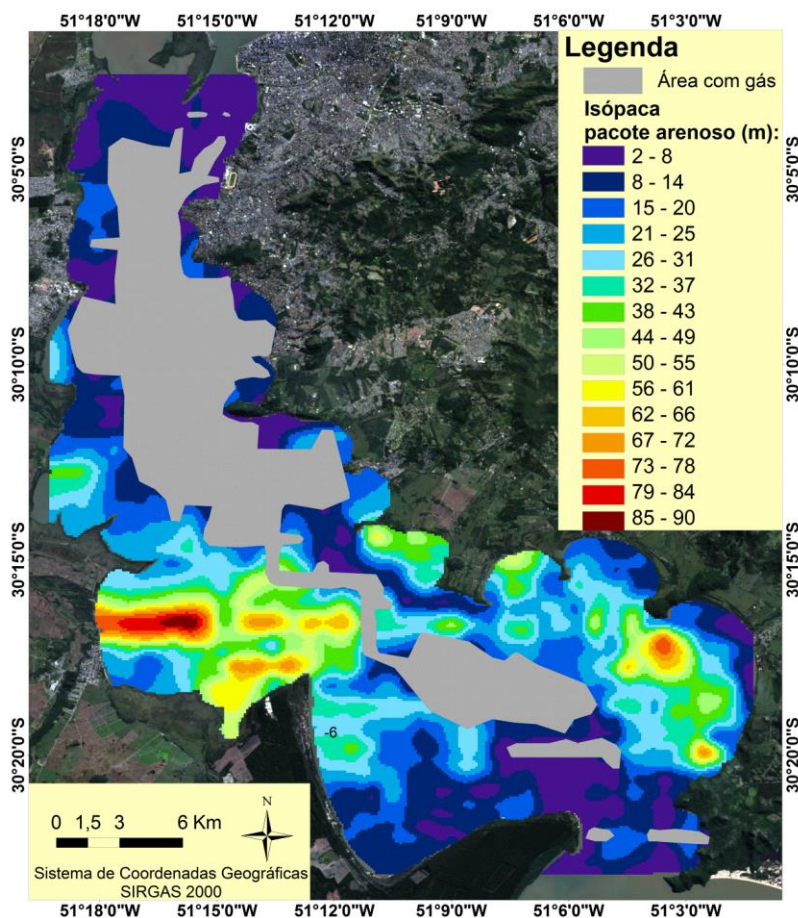 51°18'0"W 51°15'0"W 51°12'0"W 51°9'0"W 51°6'0"W 51°3'0"W
Legenda
Área com gás
Isópaca
pacote arenoso (m):
2 - 8
8 - 14
15 - 20
21 - 25
26 - 31
32 - 37
38 - 43
44 - 49
50 - 55
56 - 61
62 - 66
67 - 72
73 - 78
79 - 84
85 - 90
30°5'0"S 30°5'0"S
30°10'0"S 30°10'0"S
30°15'0"S 30°15'0"S
30°20'0"S 30°20'0"S
-6
0 1,5 3 6 Km
N
Sistema de Coordenadas Geográficas
SIRGAS 2000
51°18'0"W 51°15'0"W 51°12'0"W 51°9'0"W 51°6'0"W 51°3'0"W